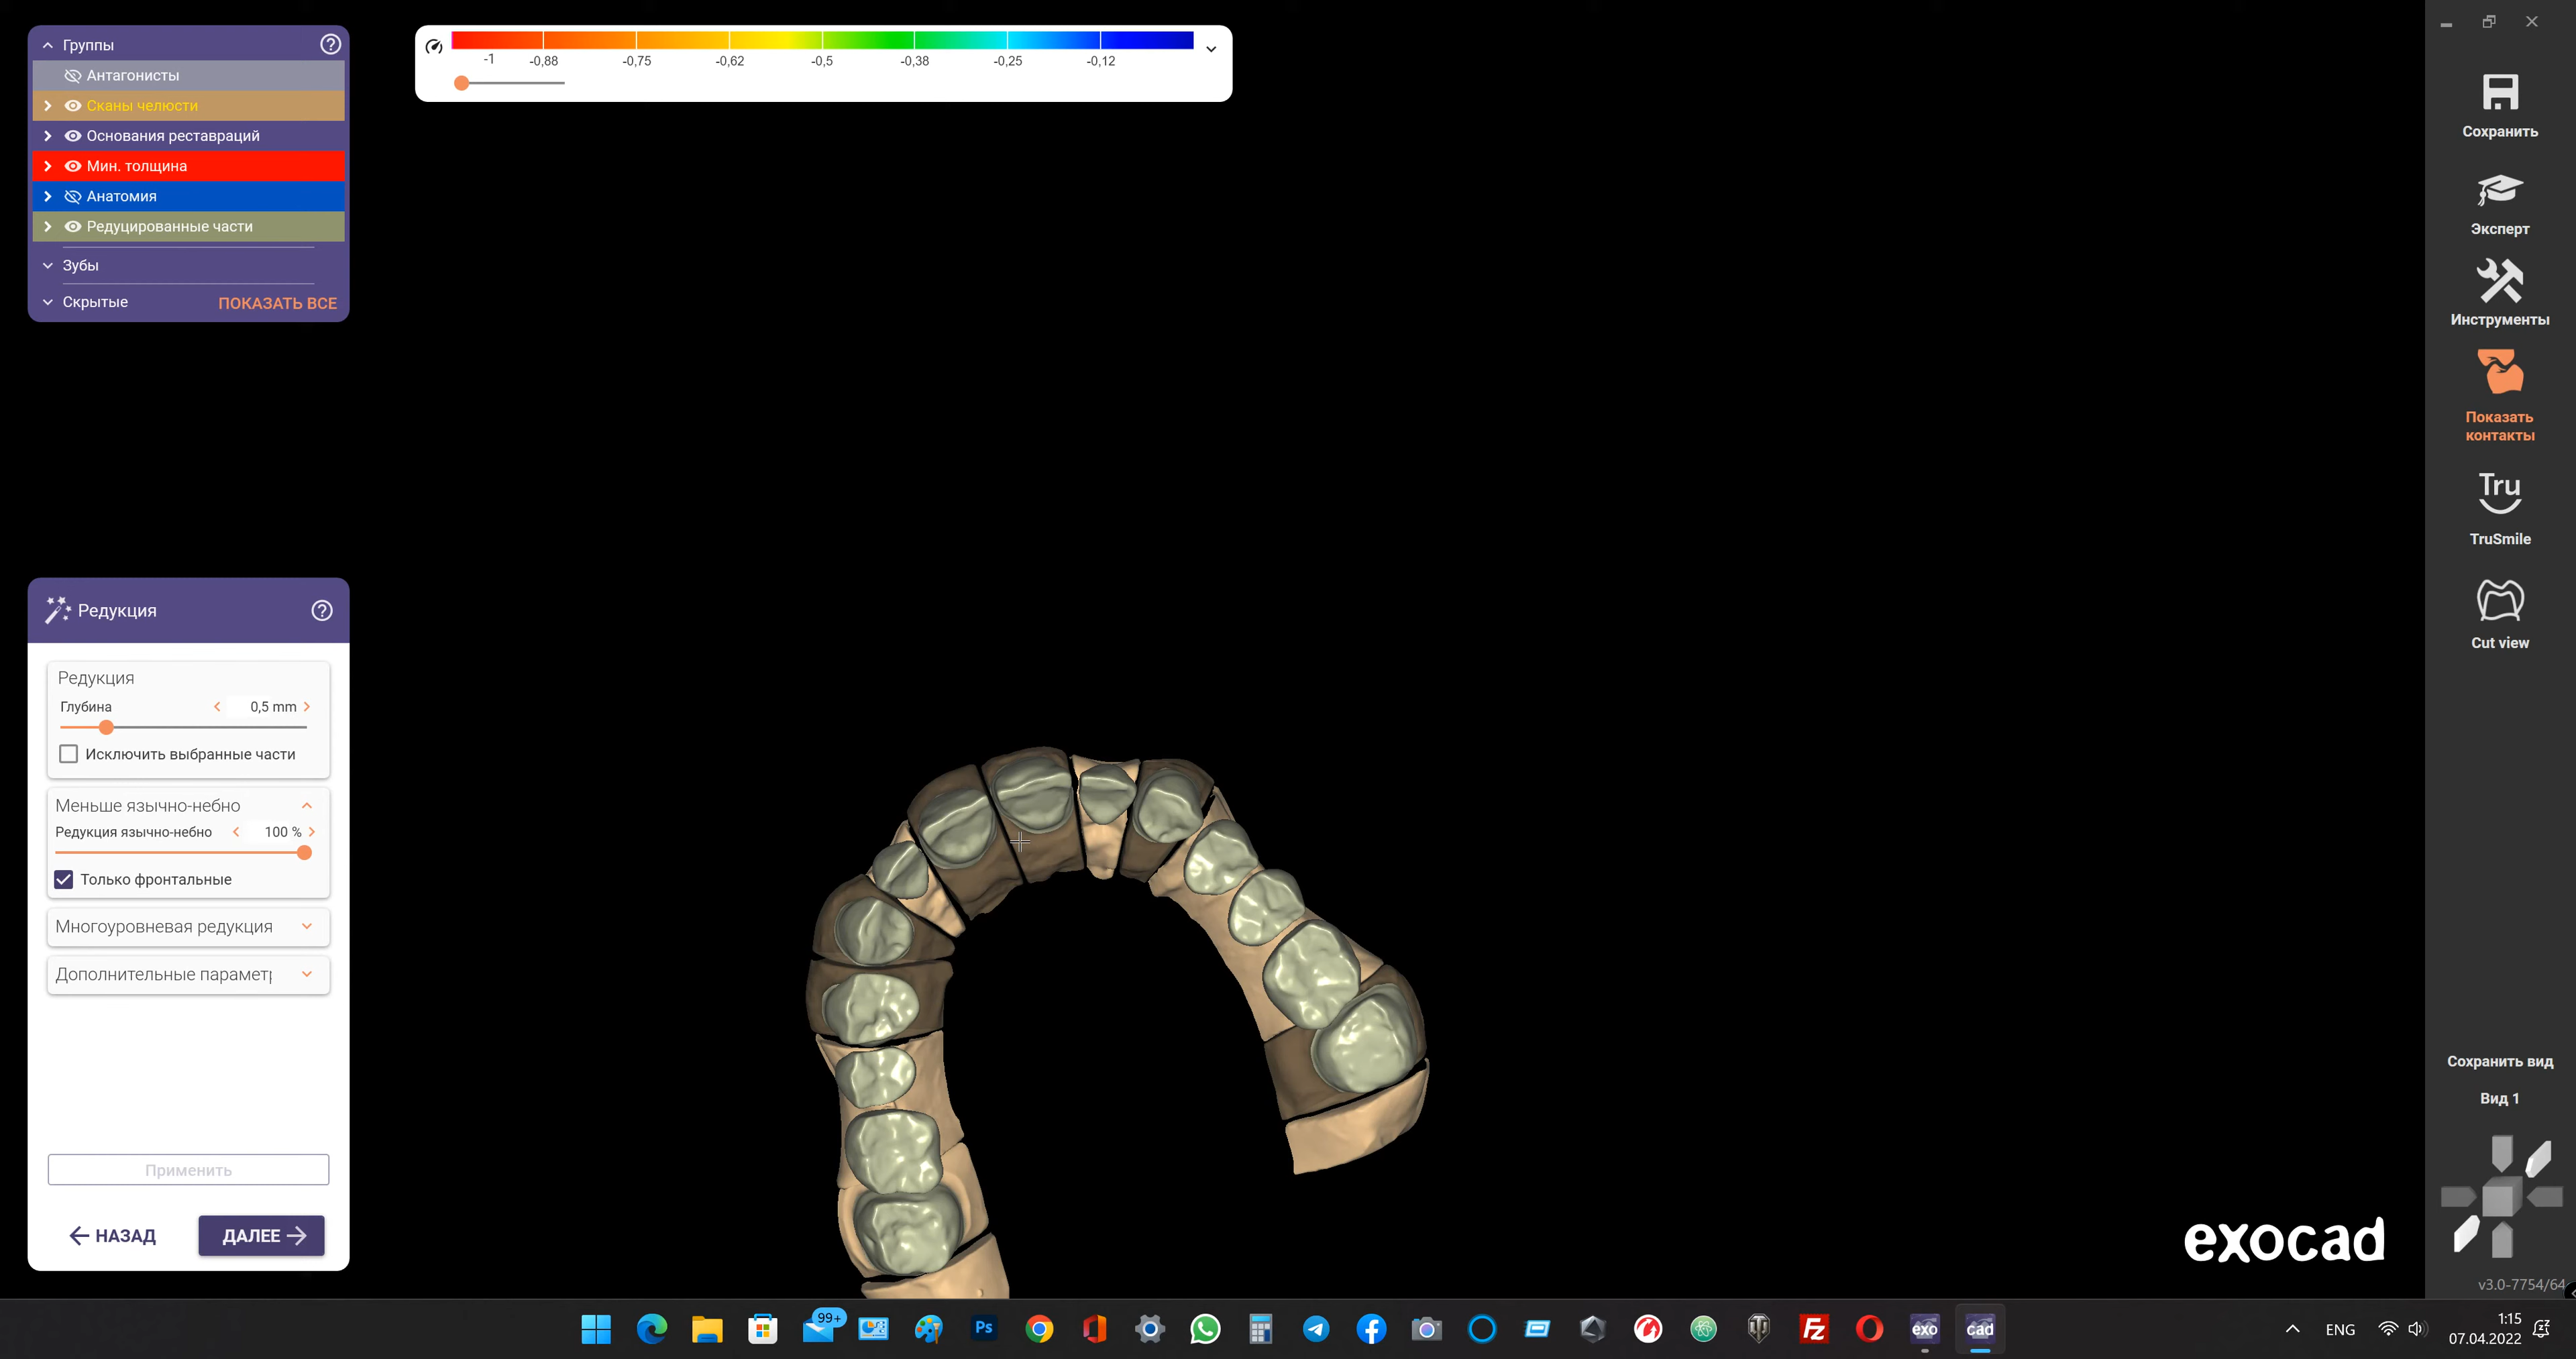 Группы
Антагонисты
Сканы челюсти
Основания реставраций
Мин. толщина
Анатомия
Редуцированные части
Зубы
Скрытые ПОКАЗАТЬ ВСЕ
-1 -0,88 -0,75 -0,62 -0,5 -0,38 -0,25 -0,12
Редукция
Редукция
Глубина 0,5 mm
Исключить выбранные части
Меньше язычно-небно
Редукция язычно-небно 100 %
Только фронтальные
Многоуровневая редукция
Дополнительные парамет
Применить
НАЗАД ДАЛЕЕ
Сохранить
Эксперт
Инструменты
Показать
контакты
Tru
TruSmile
Cut view
Сохранить вид
Вид 1
exocad
v3.0-7754/64
99+
Ps
Fz
exo
cad
ENG
1:15
07.04.2022